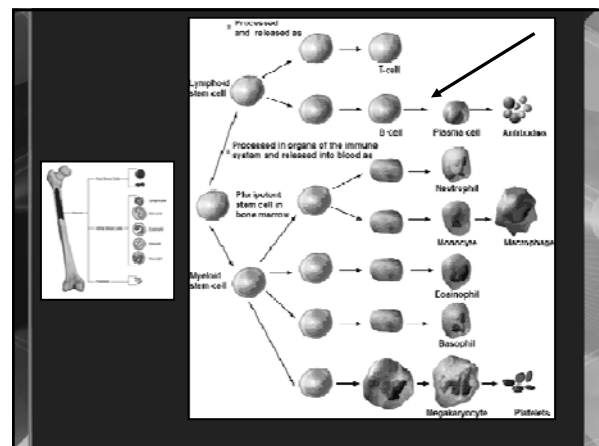 Processed
and released as
T-cell
Lymphoid
stem cell
B-cell
Plasma cell
Antibodies
Processed in organs of the immune
system and released into blood as
Neutrophil
Pluripotent
stem cell in
bone marrow
Monocyte
Macrophage
Myeloid
stem cell
Eosinophil
Basophil
Megakaryocyte
Platelets